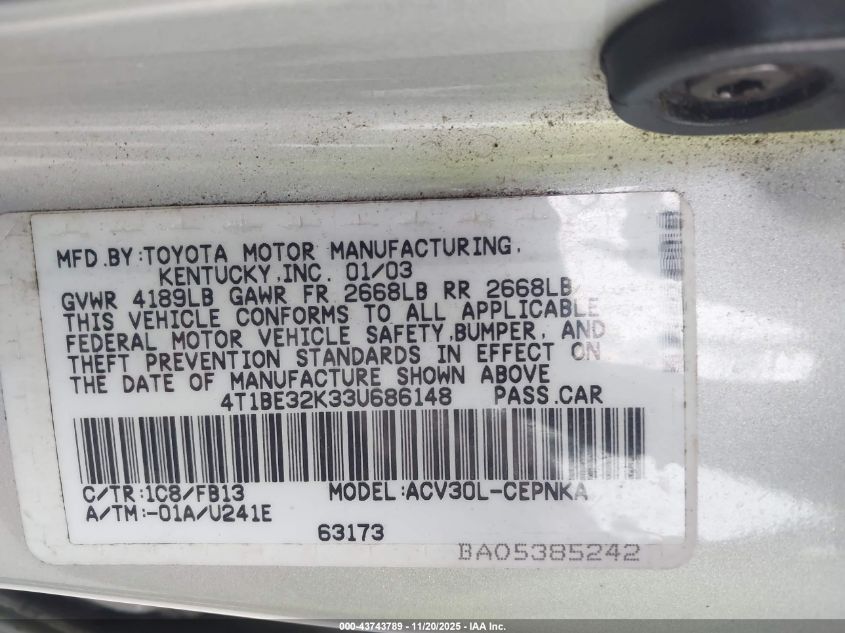 MFD.BY:TOYOTA MOTOR MANUFACTURING,
KENTUCKY,INC. 01/03
GVWR 4189LB GAWR FR 2668LB RR 2668LB
THIS VEHICLE CONFORMS TO ALL APPLICABLE
FEDERAL MOTOR VEHICLE SAFETY,BUMPER, AND
THEFT PREVENTION STANDARDS IN EFFECT ON
THE DATE OF MANUFACTURE SHOWN ABOVE
4T1BE32K33U686148 PASS.CAR
C/TR:1C8/FB13 MODEL:ACV30L-CEPNKA
A/TM:-01A/U241E
63173
BA05385242
000-43743789 | 11/20/2025 - IAA Inc.